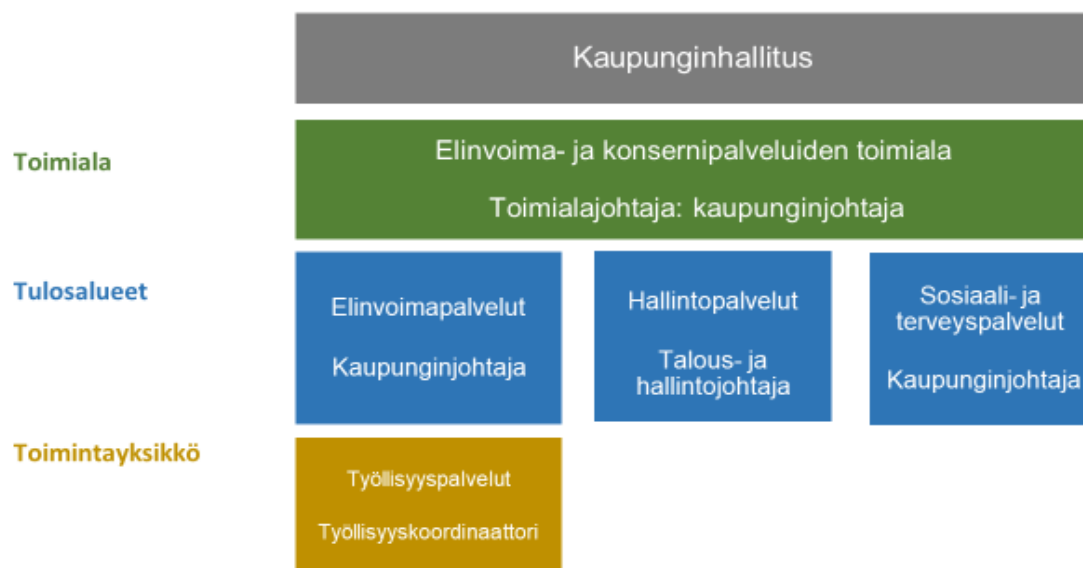 Kaupunginhallitus
Toimiala
Elinvoima- ja konsernipalveluiden toimiala
Toimialajohtaja: kaupunginjohtaja
Tulosalueet
Elinvoimapalvelut
Kaupunginjohtaja
Hallintopalvelut
Talous- ja
hallintojohtaja
Sosiaali- ja
terveyspalvelut
Kaupunginjohtaja
Toimintayksikkö
Työllisyyspalvelut
Työllisyyskoordinaattori